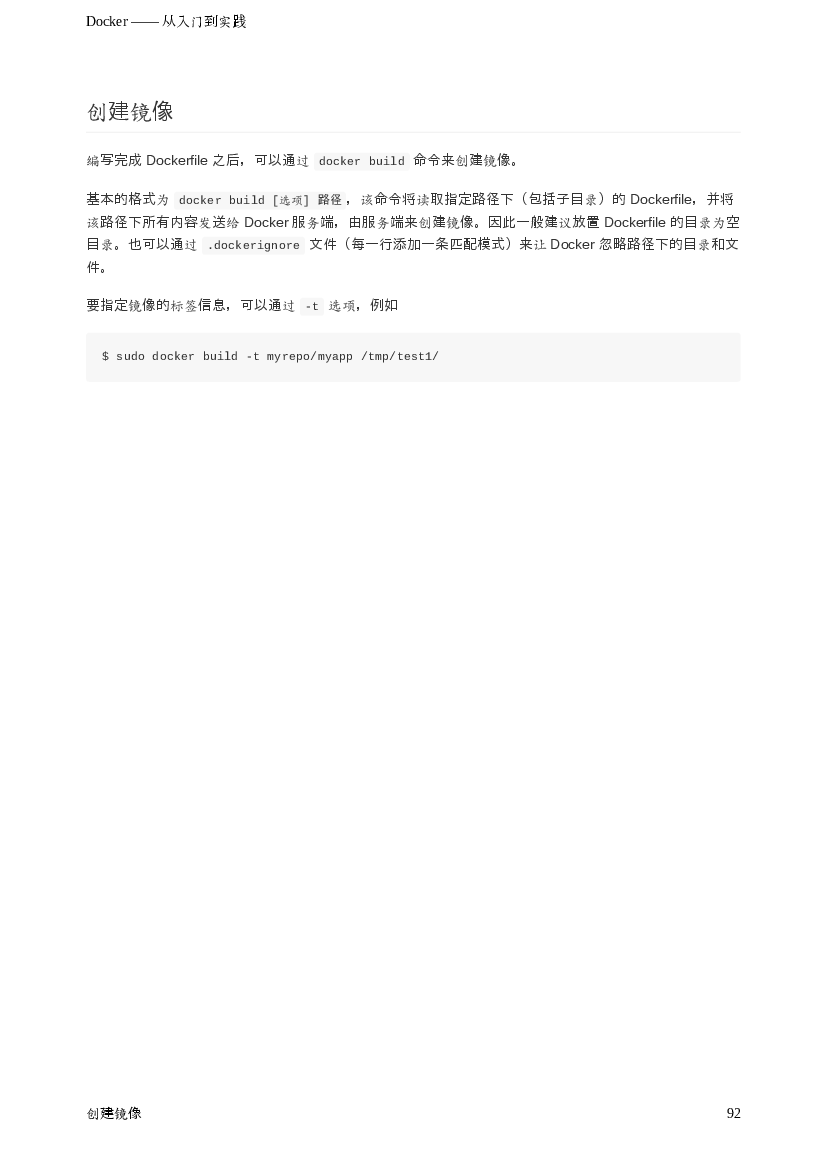 Docker —— 从入门到实践
创建镜像
编写完成 Dockerfile 之后，可以通过 docker build 命令来创建镜像。
基本的格式为 docker build [选项] 路径 ，该命令将读取指定路径下（包括子目录）的 Dockerfile，并将
该路径下所有内容发送给 Docker 服务端，由服务端来创建镜像。因此一般建议放置 Dockerfile 的目录为空
目录。也可以通过 .dockerignore 文件（每一行添加一条匹配模式）来让 Docker 忽略路径下的目录和文
件。
要指定镜像的标签信息，可以通过 -t 选项，例如
$ sudo docker build -t myrepo/myapp /tmp/test1/
创建镜像 92